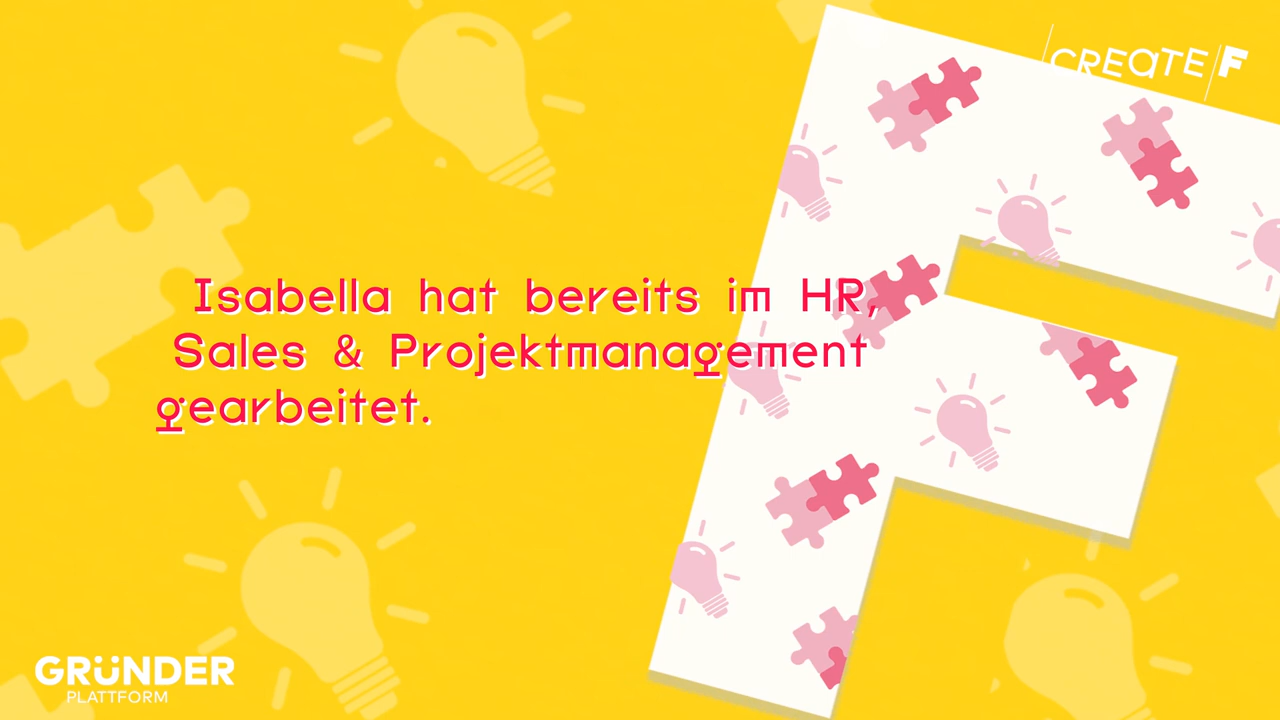 CREATE F
Isabella hat bereits im HR,
Sales & Projektmanagement
gearbeitet.
GRÜNDER
PLATTFORM